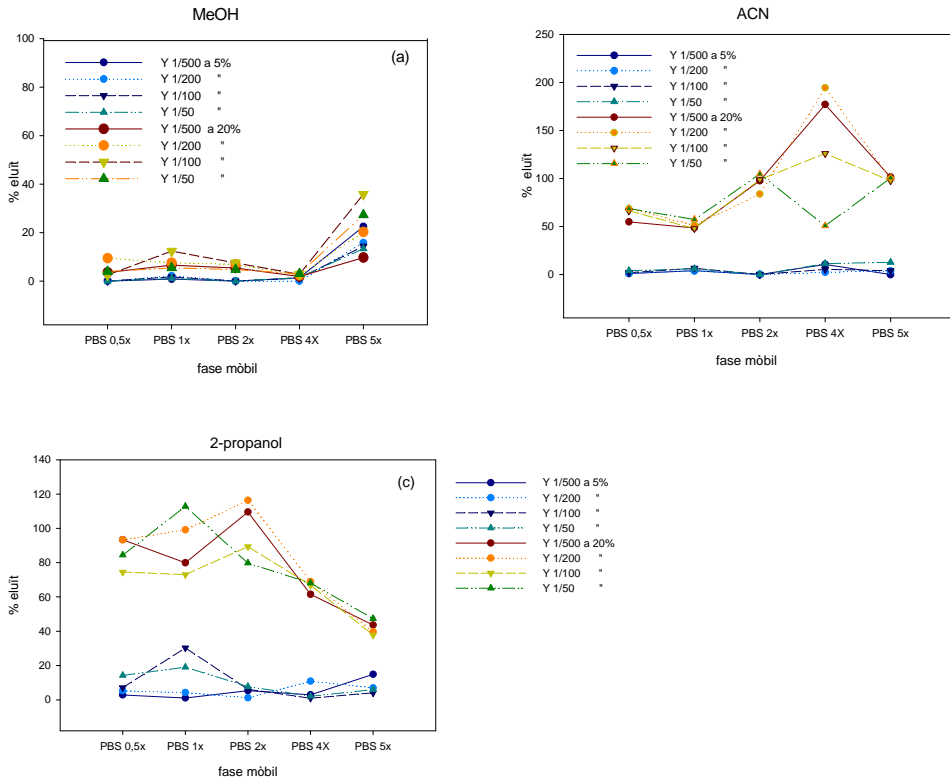 MeOH
(a)
% eluït
100
80
60
40
20
0
Y 1/500 a 5%
Y 1/200 "
Y 1/100 "
Y 1/50 "
Y 1/500 a 20%
Y 1/200 "
Y 1/100 "
Y 1/50 "
PBS 0,5x PBS 1x PBS 2x PBS 4X PBS 5x
fase mòbil
ACN
% eluït
250
200
150
100
50
0
Y 1/500 a 5%
Y 1/200 "
Y 1/100 "
Y 1/50 "
Y 1/500 a 20%
Y 1/200 "
Y 1/100 "
Y 1/50 "
PBS 0,5x PBS 1x PBS 2x PBS 4X PBS 5x
fase mòbil
2-propanol
(c)
% eluït
140
120
100
80
60
40
20
0
PBS 0,5x PBS 1x PBS 2x PBS 4X PBS 5x
fase mòbil
Y 1/500 a 5%
Y 1/200 "
Y 1/100 "
Y 1/50 "
Y 1/500 a 20%
Y 1/200 "
Y 1/100 "
Y 1/50 "